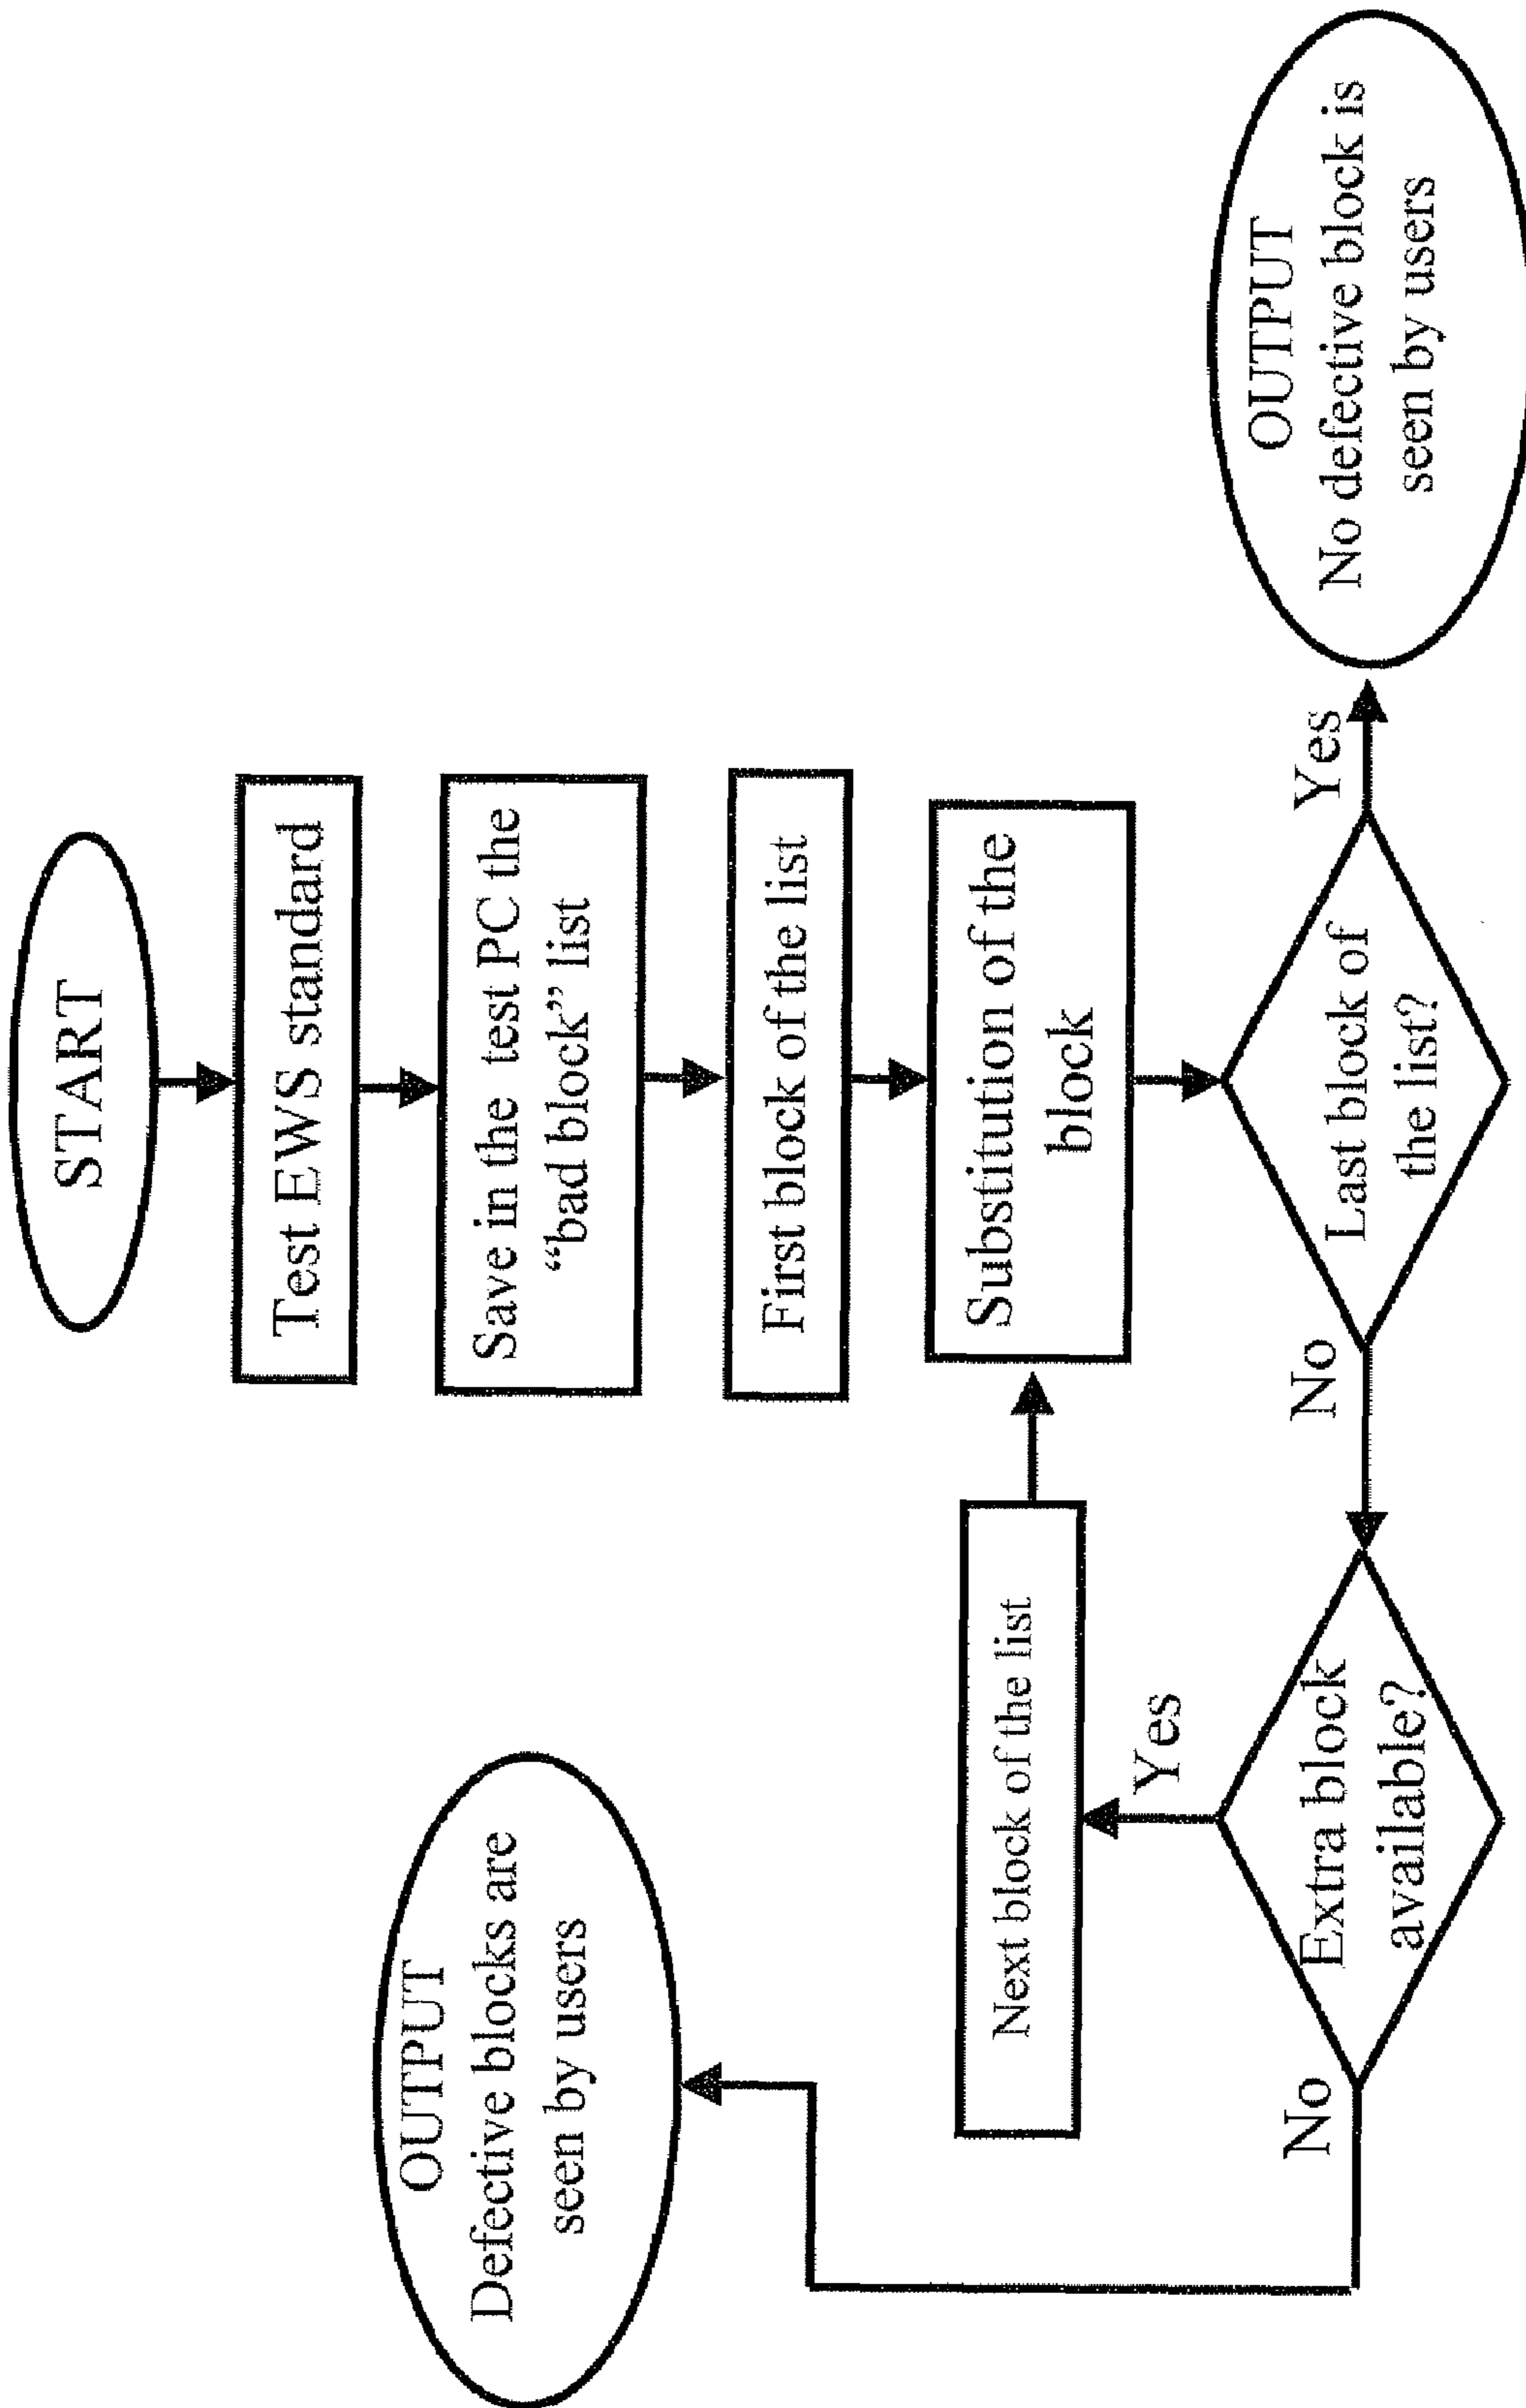 START
Test EWS standard
Save in the test PC the
“bad block” list
First block of the list
Substitution of the
block
Last block of
the list?
Yes
OUTPUT
No defective block is
seen by users
No
Extra block
available?
Yes
Next block of the list
No
OUTPUT
Defective blocks are
seen by users